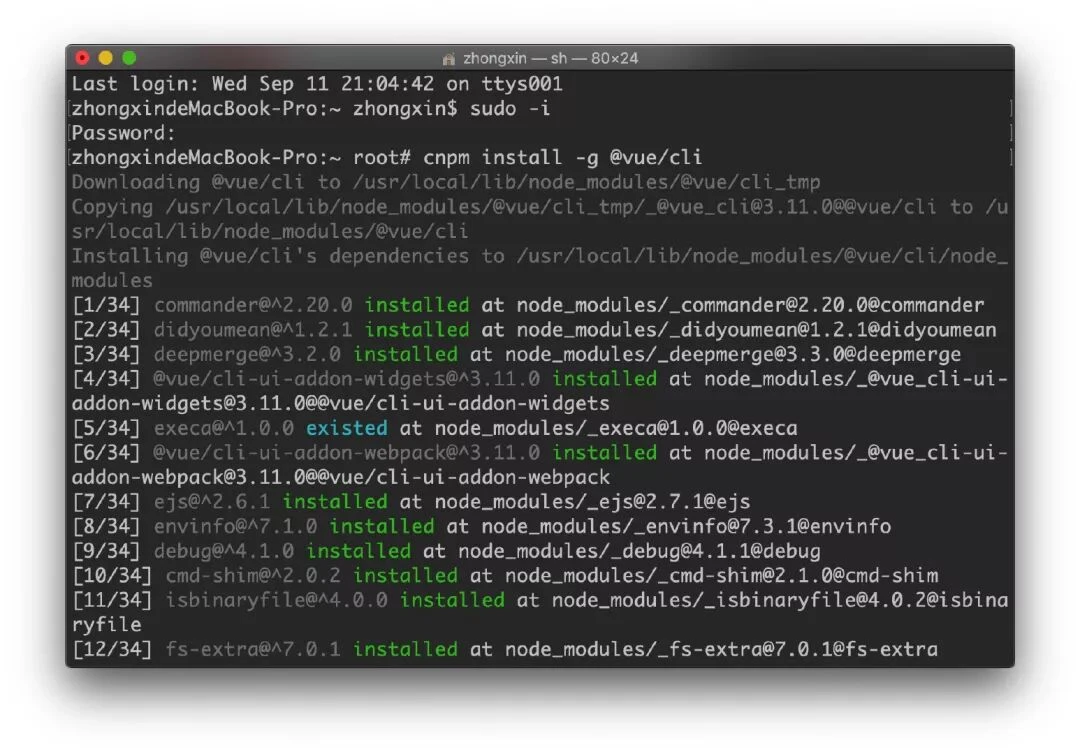 zhongxin — sh — 80×24
Last login: Wed Sep 11 21:04:42 on ttys001
[zhongxindeMacBook-Pro:~ zhongxin$ sudo -i ]
[Password: ]
[zhongxindeMacBook-Pro:~ root# cnpm install -g @vue/cli ]
Downloading @vue/cli to /usr/local/lib/node_modules/@vue/cli_tmp
Copying /usr/local/lib/node_modules/@vue/cli_tmp/_@vue_cli@3.11.0@@vue/cli to /u
sr/local/lib/node_modules/@vue/cli
Installing @vue/cli's dependencies to /usr/local/lib/node_modules/@vue/cli/node_
modules
[1/34] commander@^2.20.0 installed at node_modules/_commander@2.20.0@commander
[2/34] didyoumean@^1.2.1 installed at node_modules/_didyoumean@1.2.1@didyoumean
[3/34] deepmerge@^3.2.0 installed at node_modules/_deepmerge@3.3.0@deepmerge
[4/34] @vue/cli-ui-addon-widgets@^3.11.0 installed at node_modules/_@vue_cli-ui-
addon-widgets@3.11.0@@vue/cli-ui-addon-widgets
[5/34] execa@^1.0.0 existed at node_modules/_execa@1.0.0@execa
[6/34] @vue/cli-ui-addon-webpack@^3.11.0 installed at node_modules/_@vue_cli-ui-
addon-webpack@3.11.0@@vue/cli-ui-addon-webpack
[7/34] ejs@^2.6.1 installed at node_modules/_ejs@2.7.1@ejs
[8/34] envinfo@^7.1.0 installed at node_modules/_envinfo@7.3.1@envinfo
[9/34] debug@^4.1.0 installed at node_modules/_debug@4.1.1@debug
[10/34] cmd-shim@^2.0.2 installed at node_modules/_cmd-shim@2.1.0@cmd-shim
[11/34] isbinaryfile@^4.0.0 installed at node_modules/_isbinaryfile@4.0.2@isbina
ryfile
[12/34] fs-extra@^7.0.1 installed at node_modules/_fs-extra@7.0.1@fs-extra